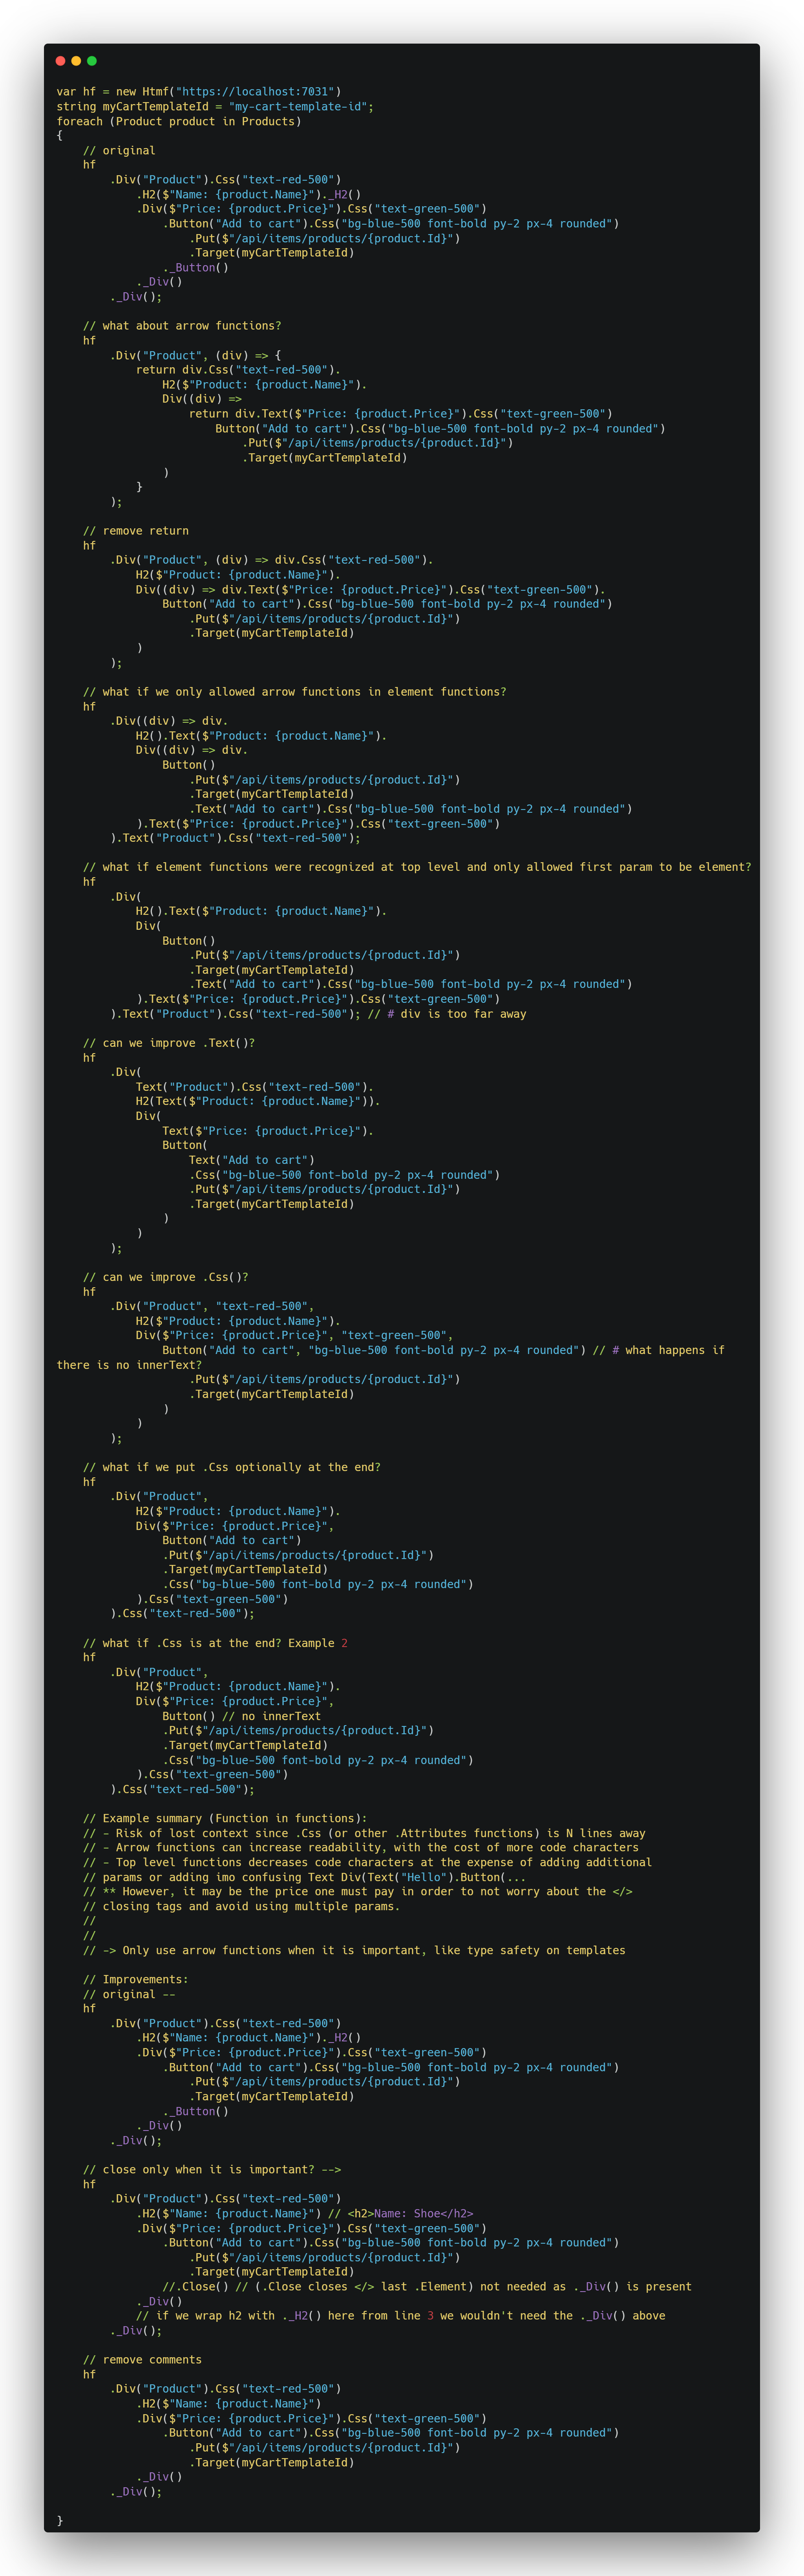 var hf = new Htmf("https://localhost:7031")
string myCartTemplateId = "my-cart-template-id";
foreach (Product product in Products)
{
    // original
    hf
        .Div("Product").Css("text-red-500")
            .H2($"Name: {product.Name}")._H2()
            .Div($"Price: {product.Price}").Css("text-green-500")
                .Button("Add to cart").Css("bg-blue-500 font-bold py-2 px-4 rounded")
                    .Put($"/api/items/products/{product.Id}")
                    .Target(myCartTemplateId)
                ._Button()
            ._Div()
        ._Div();

    // what about arrow functions?
    hf
        .Div("Product", (div) => {
            return div.Css("text-red-500").
                H2($"Product: {product.Name}").
                Div((div) =>
                    return div.Text($"Price: {product.Price}").Css("text-green-500")
                        Button("Add to cart").Css("bg-blue-500 font-bold py-2 px-4 rounded")
                            .Put($"/api/items/products/{product.Id}")
                            .Target(myCartTemplateId)
                )
            }
        );

    // remove return
    hf
        .Div("Product", (div) => div.Css("text-red-500").
            H2($"Product: {product.Name}").
            Div((div) => div.Text($"Price: {product.Price}").Css("text-green-500").
                Button("Add to cart").Css("bg-blue-500 font-bold py-2 px-4 rounded")
                    .Put($"/api/items/products/{product.Id}")
                    .Target(myCartTemplateId)
            )
        );

    // what if we only allowed arrow functions in element functions?
    hf
        .Div((div) => div.
            H2().Text($"Product: {product.Name}").
            Div((div) => div.
                Button()
                    .Put($"/api/items/products/{product.Id}")
                    .Target(myCartTemplateId)
                    .Text("Add to cart").Css("bg-blue-500 font-bold py-2 px-4 rounded")
            ).Text($"Price: {product.Price}").Css("text-green-500")
        ).Text("Product").Css("text-red-500");

    // what if element functions were recognized at top level and only allowed first param to be element?
    hf
        .Div(
            H2().Text($"Product: {product.Name}").
            Div(
                Button()
                    .Put($"/api/items/products/{product.Id}")
                    .Target(myCartTemplateId)
                    .Text("Add to cart").Css("bg-blue-500 font-bold py-2 px-4 rounded")
            ).Text($"Price: {product.Price}").Css("text-green-500")
        ).Text("Product").Css("text-red-500"); // # div is too far away

    // can we improve .Text()?
    hf
        .Div(
            Text("Product").Css("text-red-500").
            H2(Text($"Product: {product.Name}")).
            Div(
                Text($"Price: {product.Price}").
                Button(
                    Text("Add to cart")
                    .Css("bg-blue-500 font-bold py-2 px-4 rounded")
                    .Put($"/api/items/products/{product.Id}")
                    .Target(myCartTemplateId)
                )
            )
        );

    // can we improve .Css()?
    hf
        .Div("Product", "text-red-500",
            H2($"Product: {product.Name}").
            Div($"Price: {product.Price}", "text-green-500",
                Button("Add to cart", "bg-blue-500 font-bold py-2 px-4 rounded") // # what happens if
there is no innerText?
                    .Put($"/api/items/products/{product.Id}")
                    .Target(myCartTemplateId)
                )
            )
        );

    // what if we put .Css optionally at the end?
    hf
        .Div("Product",
            H2($"Product: {product.Name}").
            Div($"Price: {product.Price}",
                Button("Add to cart")
                .Put($"/api/items/products/{product.Id}")
                .Target(myCartTemplateId)
                .Css("bg-blue-500 font-bold py-2 px-4 rounded")
            ).Css("text-green-500")
        ).Css("text-red-500");

    // what if .Css is at the end? Example 2
    hf
        .Div("Product",
            H2($"Product: {product.Name}").
            Div($"Price: {product.Price}",
                Button() // no innerText
                .Put($"/api/items/products/{product.Id}")
                .Target(myCartTemplateId)
                .Css("bg-blue-500 font-bold py-2 px-4 rounded")
            ).Css("text-green-500")
        ).Css("text-red-500");

    // Example summary (Function in functions):
    // - Risk of lost context since .Css (or other .Attributes functions) is N lines away
    // - Arrow functions can increase readability, with the cost of more code characters
    // - Top level functions decreases code characters at the expense of adding additional
    // params or adding imo confusing Text Div(Text("Hello").Button(...
    // ** However, it may be the price one must pay in order to not worry about the </>
    // closing tags and avoid using multiple params.
    //
    //
    // -> Only use arrow functions when it is important, like type safety on templates

    // Improvements:
    // original --
    hf
        .Div("Product").Css("text-red-500")
            .H2($"Name: {product.Name}")._H2()
            .Div($"Price: {product.Price}").Css("text-green-500")
                .Button("Add to cart").Css("bg-blue-500 font-bold py-2 px-4 rounded")
                    .Put($"/api/items/products/{product.Id}")
                    .Target(myCartTemplateId)
                ._Button()
            ._Div()
        ._Div();

    // close only when it is important? -->
    hf
        .Div("Product").Css("text-red-500")
            .H2($"Name: {product.Name}") // <h2>Name: Shoe</h2>
            .Div($"Price: {product.Price}").Css("text-green-500")
                .Button("Add to cart").Css("bg-blue-500 font-bold py-2 px-4 rounded")
                    .Put($"/api/items/products/{product.Id}")
                    .Target(myCartTemplateId)
                //.Close() // (.Close closes </> last .Element) not needed as ._Div() is present
            ._Div()
            // if we wrap h2 with ._H2() here from line 3 we wouldn't need the ._Div() above
        ._Div();

    // remove comments
    hf
        .Div("Product").Css("text-red-500")
            .H2($"Name: {product.Name}")
            .Div($"Price: {product.Price}").Css("text-green-500")
                .Button("Add to cart").Css("bg-blue-500 font-bold py-2 px-4 rounded")
                    .Put($"/api/items/products/{product.Id}")
                    .Target(myCartTemplateId)
            ._Div()
        ._Div();

}